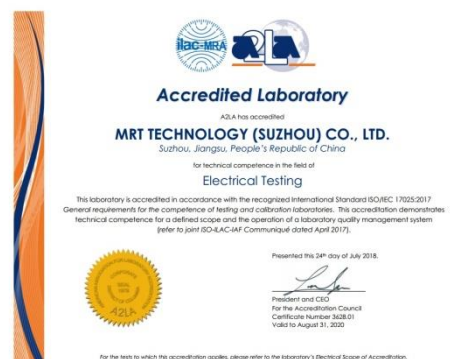 ilac-MRA
A2LA
Accredited Laboratory
A2LA has accredited
MRT TECHNOLOGY (SUZHOU) CO., LTD.
Suzhou, Jiangsu, People's Republic of China
for technical competence in the field of
Electrical Testing
This laboratory is accredited in accordance with the recognized International Standard ISO/IEC 17025:2017
General requirements for the competence of testing and calibration laboratories. This accreditation demonstrates
technical competence for a defined scope and the operation of a laboratory quality management system
(refer to joint ISO-ILAC-IAF Communiqué dated April 2017).
Presented this 24th day of July 2018.
President and CEO
For the Accreditation Council
Certificate Number 3628.01
Valid to August 31, 2020
CORPORATE
SEAL
A2LA
For the tests to which this accreditation applies, please refer to the laboratory's Electrical Scope of Accreditation.